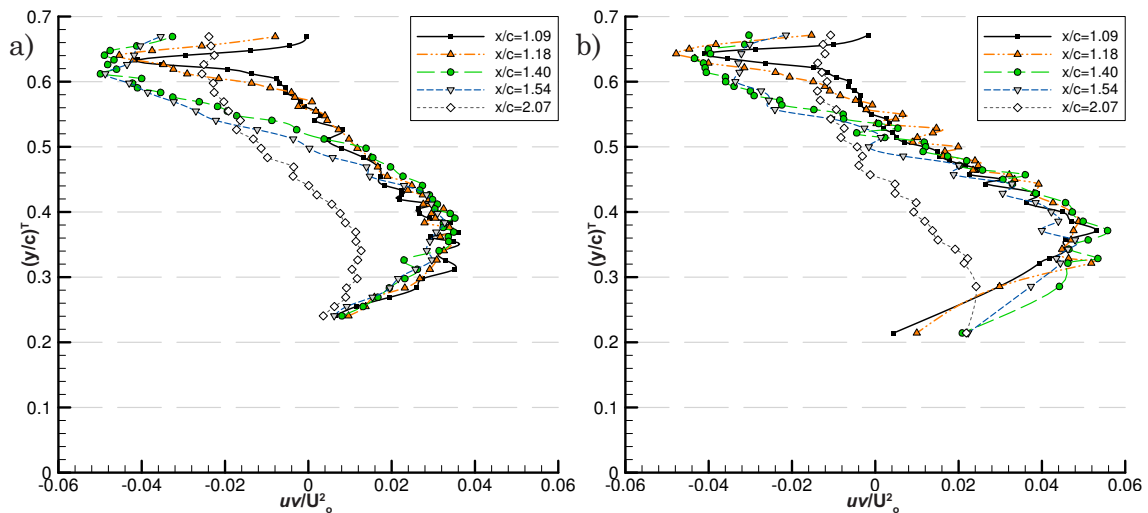 a)
0.7
0.6
0.5
0.4
0.3
0.2
0.1
0
(y/c)ᵀ
-0.06
-0.04
-0.02
0
0.02
0.04
0.06
uv/U²ₒ
x/c=1.09
x/c=1.18
x/c=1.40
x/c=1.54
x/c=2.07
b)
0.7
0.6
0.5
0.4
0.3
0.2
0.1
0
(y/c)ᵀ
-0.06
-0.04
-0.02
0
0.02
0.04
0.06
uv/U²ₒ
x/c=1.09
x/c=1.18
x/c=1.40
x/c=1.54
x/c=2.07